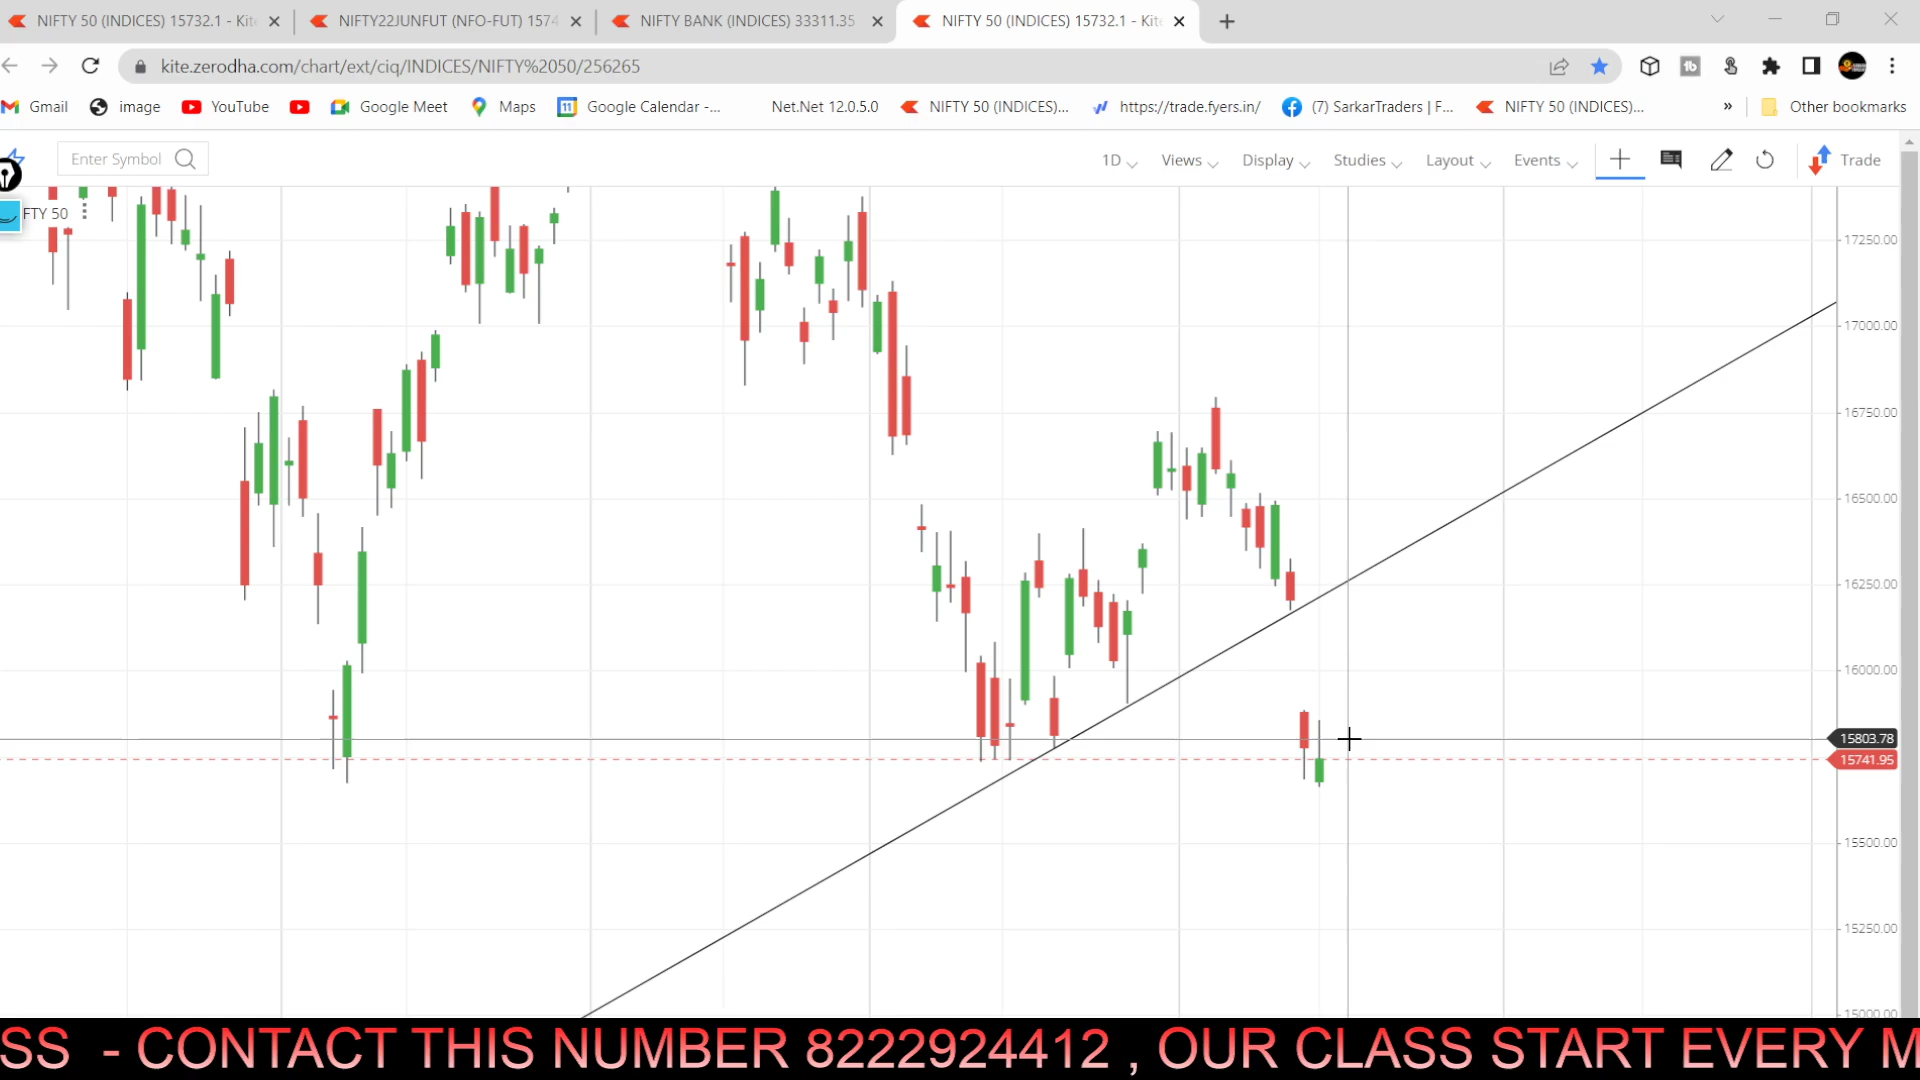 NIFTY 50 (INDICES) 15732.1 - Kite
NIFTY22JUNFUT (NFO-FUT) 1574
NIFTY BANK (INDICES) 33311.35
NIFTY 50 (INDICES) 15732.1 - Kite
kite.zerodha.com/chart/ext/ciq/INDICES/NIFTY%2050/256265
Gmail
image
YouTube
Google Meet
Maps
Google Calendar -...
Net.Net 12.0.5.0
NIFTY 50 (INDICES)...
https://trade.fyers.in/
(7) SarkarTraders | F...
NIFTY 50 (INDICES)...
»
Other bookmarks
Enter Symbol
1D
Views
Display
Studies
Layout
Events
Trade
FTY 50
17250.00
17000.00
16750.00
16500.00
16250.00
16000.00
15803.78
15741.95
15500.00
15250.00
15000.00
SS - CONTACT THIS NUMBER 8222924412 , OUR CLASS START EVERY M